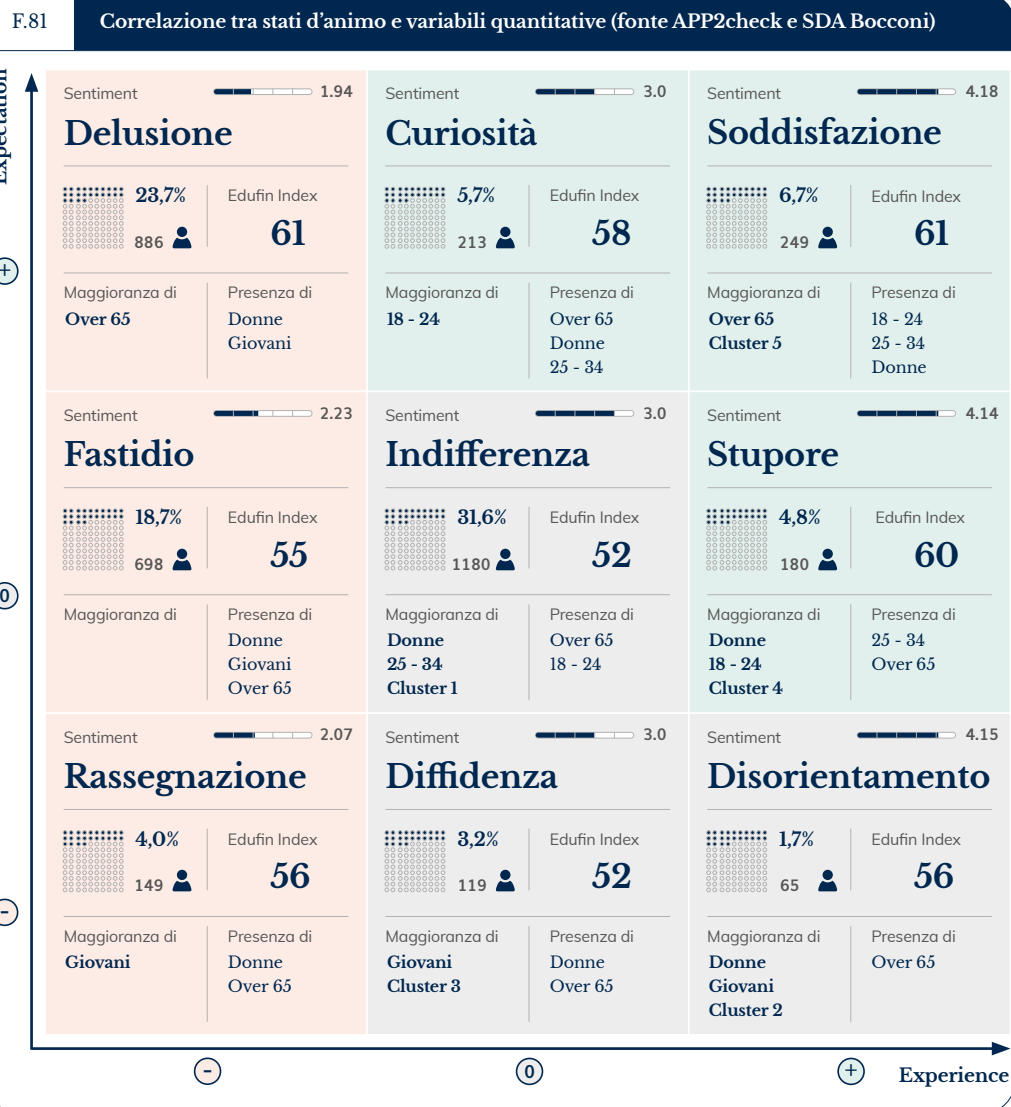 F.81
Correlazione tra stati d’animo e variabili quantitative (fonte APP2check e SDA Bocconi)
Expectation
Sentiment 1.94
Delusione
23,7%
886
Edufin Index
61
Maggioranza di
Over 65
Presenza di
Donne
Giovani
Sentiment 3.0
Curiosità
5,7%
213
Edufin Index
58
Maggioranza di
18 - 24
Presenza di
Over 65
Donne
25 - 34
Sentiment 4.18
Soddisfazione
6,7%
249
Edufin Index
61
Maggioranza di
Over 65
Cluster 5
Presenza di
18 - 24
25 - 34
Donne
+
Sentiment 2.23
Fastidio
18,7%
698
Edufin Index
55
Maggioranza di
Presenza di
Donne
Giovani
Over 65
Sentiment 3.0
Indifferenza
31,6%
1180
Edufin Index
52
Maggioranza di
Donne
25 - 34
Cluster 1
Presenza di
Over 65
18 - 24
Sentiment 4.14
Stupore
4,8%
180
Edufin Index
60
Maggioranza di
Donne
18 - 24
Cluster 4
Presenza di
25 - 34
Over 65
0
Sentiment 2.07
Rassegnazione
4,0%
149
Edufin Index
56
Maggioranza di
Giovani
Presenza di
Donne
Over 65
Sentiment 3.0
Diffidenza
3,2%
119
Edufin Index
52
Maggioranza di
Giovani
Cluster 3
Presenza di
Donne
Over 65
Sentiment 4.15
Disorientamento
1,7%
65
Edufin Index
56
Maggioranza di
Donne
Giovani
Cluster 2
Presenza di
Over 65
-
- 0 + Experience